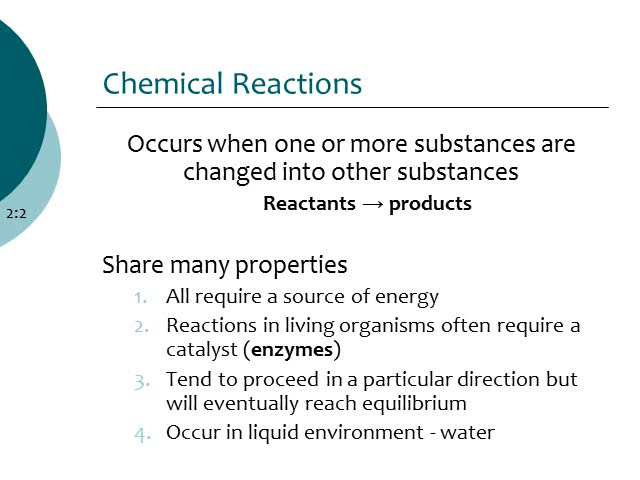 Chemical Reactions
Occurs when one or more substances are
changed into other substances
Reactants → products
2:2
Share many properties
1. All require a source of energy
2. Reactions in living organisms often require a
catalyst (enzymes)
3. Tend to proceed in a particular direction but
will eventually reach equilibrium
4. Occur in liquid environment - water